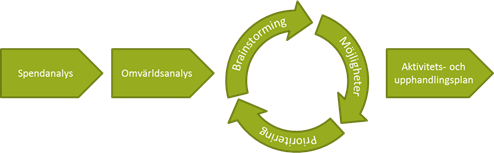 Spendanalys
Omvärldsanalys
Brainstorming
Möjligheter
Prioritering
Aktivitets- och
upphandlingsplan